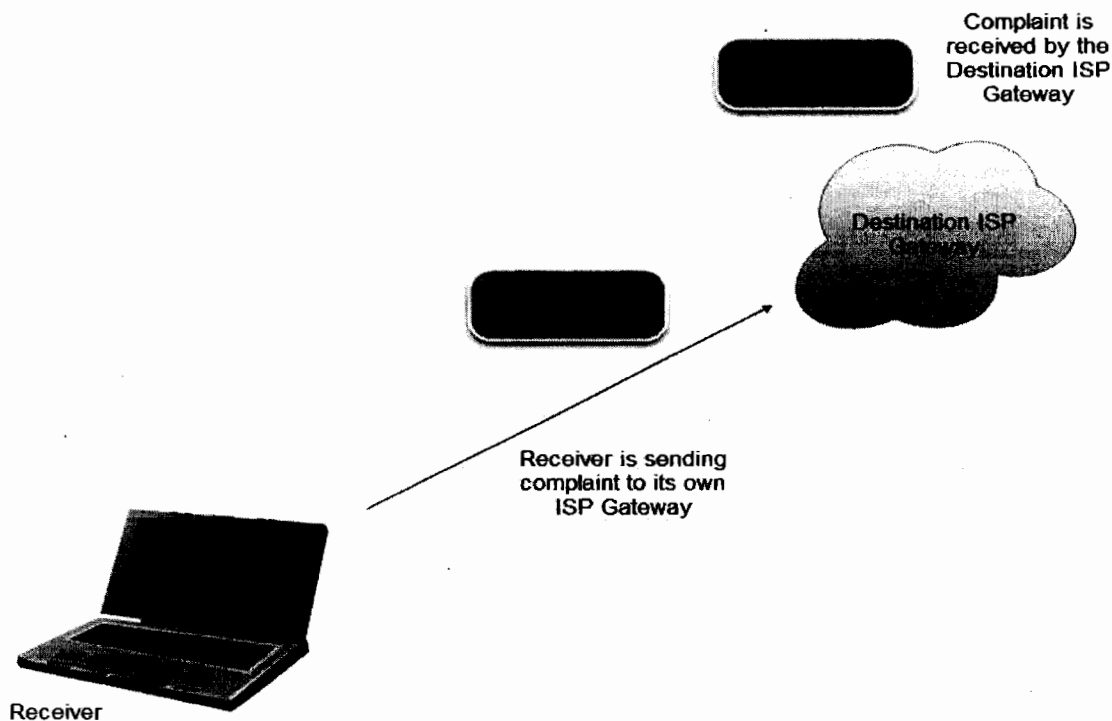 Complaint is
received by the
Destination ISP
Gateway
Destination ISP
Gateway
Receiver is sending
complaint to its own
ISP Gateway
Receiver